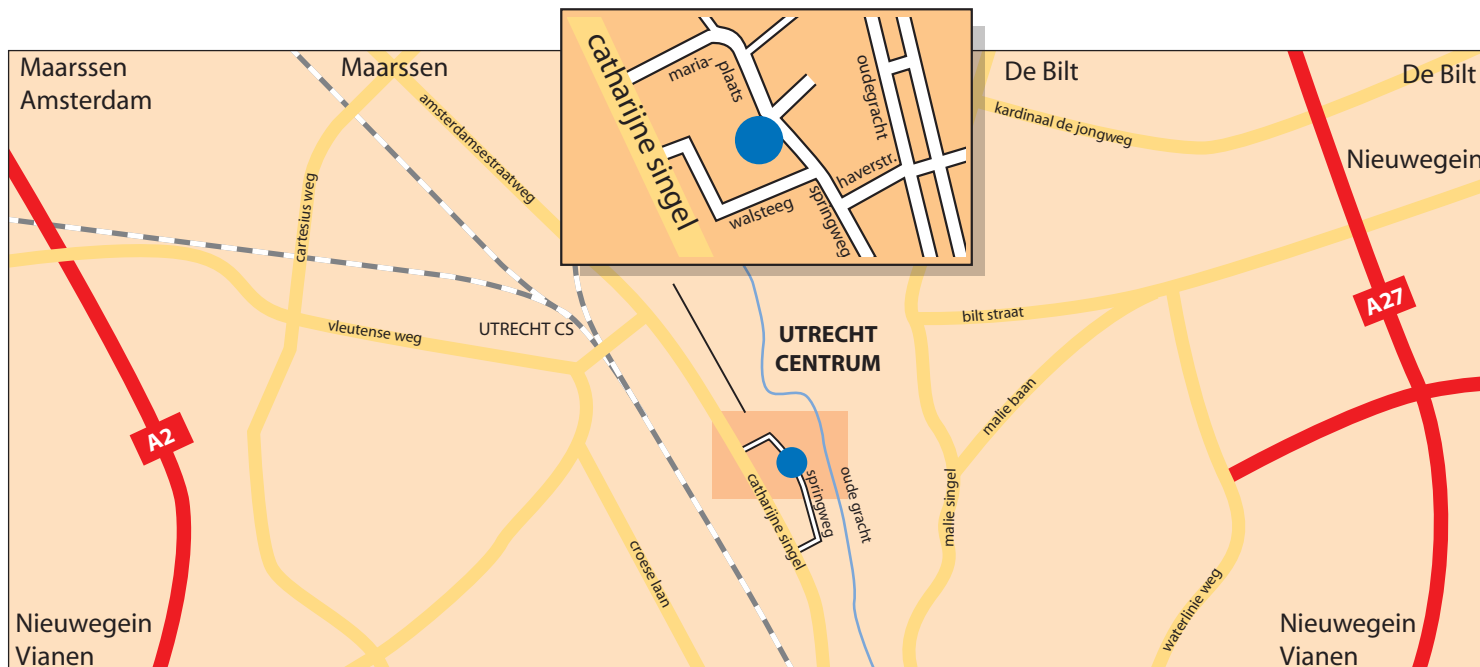 Maarssen
Amsterdam
Maarssen
De Bilt
De Bilt
Nieuwegein
catharijne singel
maria-
plaats
oudegracht
haverstr.
walsteeg
springweg
amsterdamsestraatweg
kardinaal de jongweg
cartesius weg
vleutense weg
UTRECHT CS
UTRECHT
CENTRUM
bilt straat
A27
A2
malie baan
malie singel
springweg
oude gracht
catharijne singel
croese laan
waterlinie weg
Nieuwegein
Vianen
Nieuwegein
Vianen